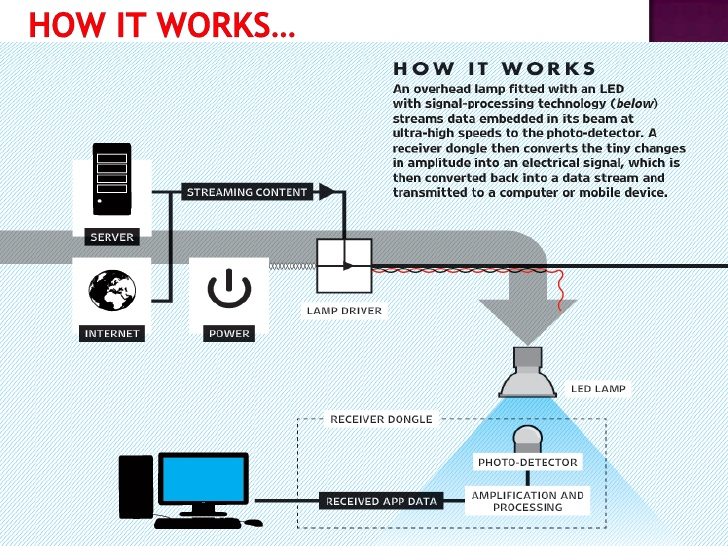 HOW IT WORKS...
HOW IT WORKS
An overhead lamp fitted with an LED
with signal-processing technology (below)
streams data embedded in its beam at
ultra-high speeds to the photo-detector. A
receiver dongle then converts the tiny changes
in amplitude into an electrical signal, which is
then converted back into a data stream and
transmitted to a computer or mobile device.
STREAMING CONTENT
SERVER
INTERNET
POWER
LAMP DRIVER
LED LAMP
RECEIVER DONGLE
PHOTO-DETECTOR
RECEIVED APP DATA
AMPLIFICATION AND
PROCESSING